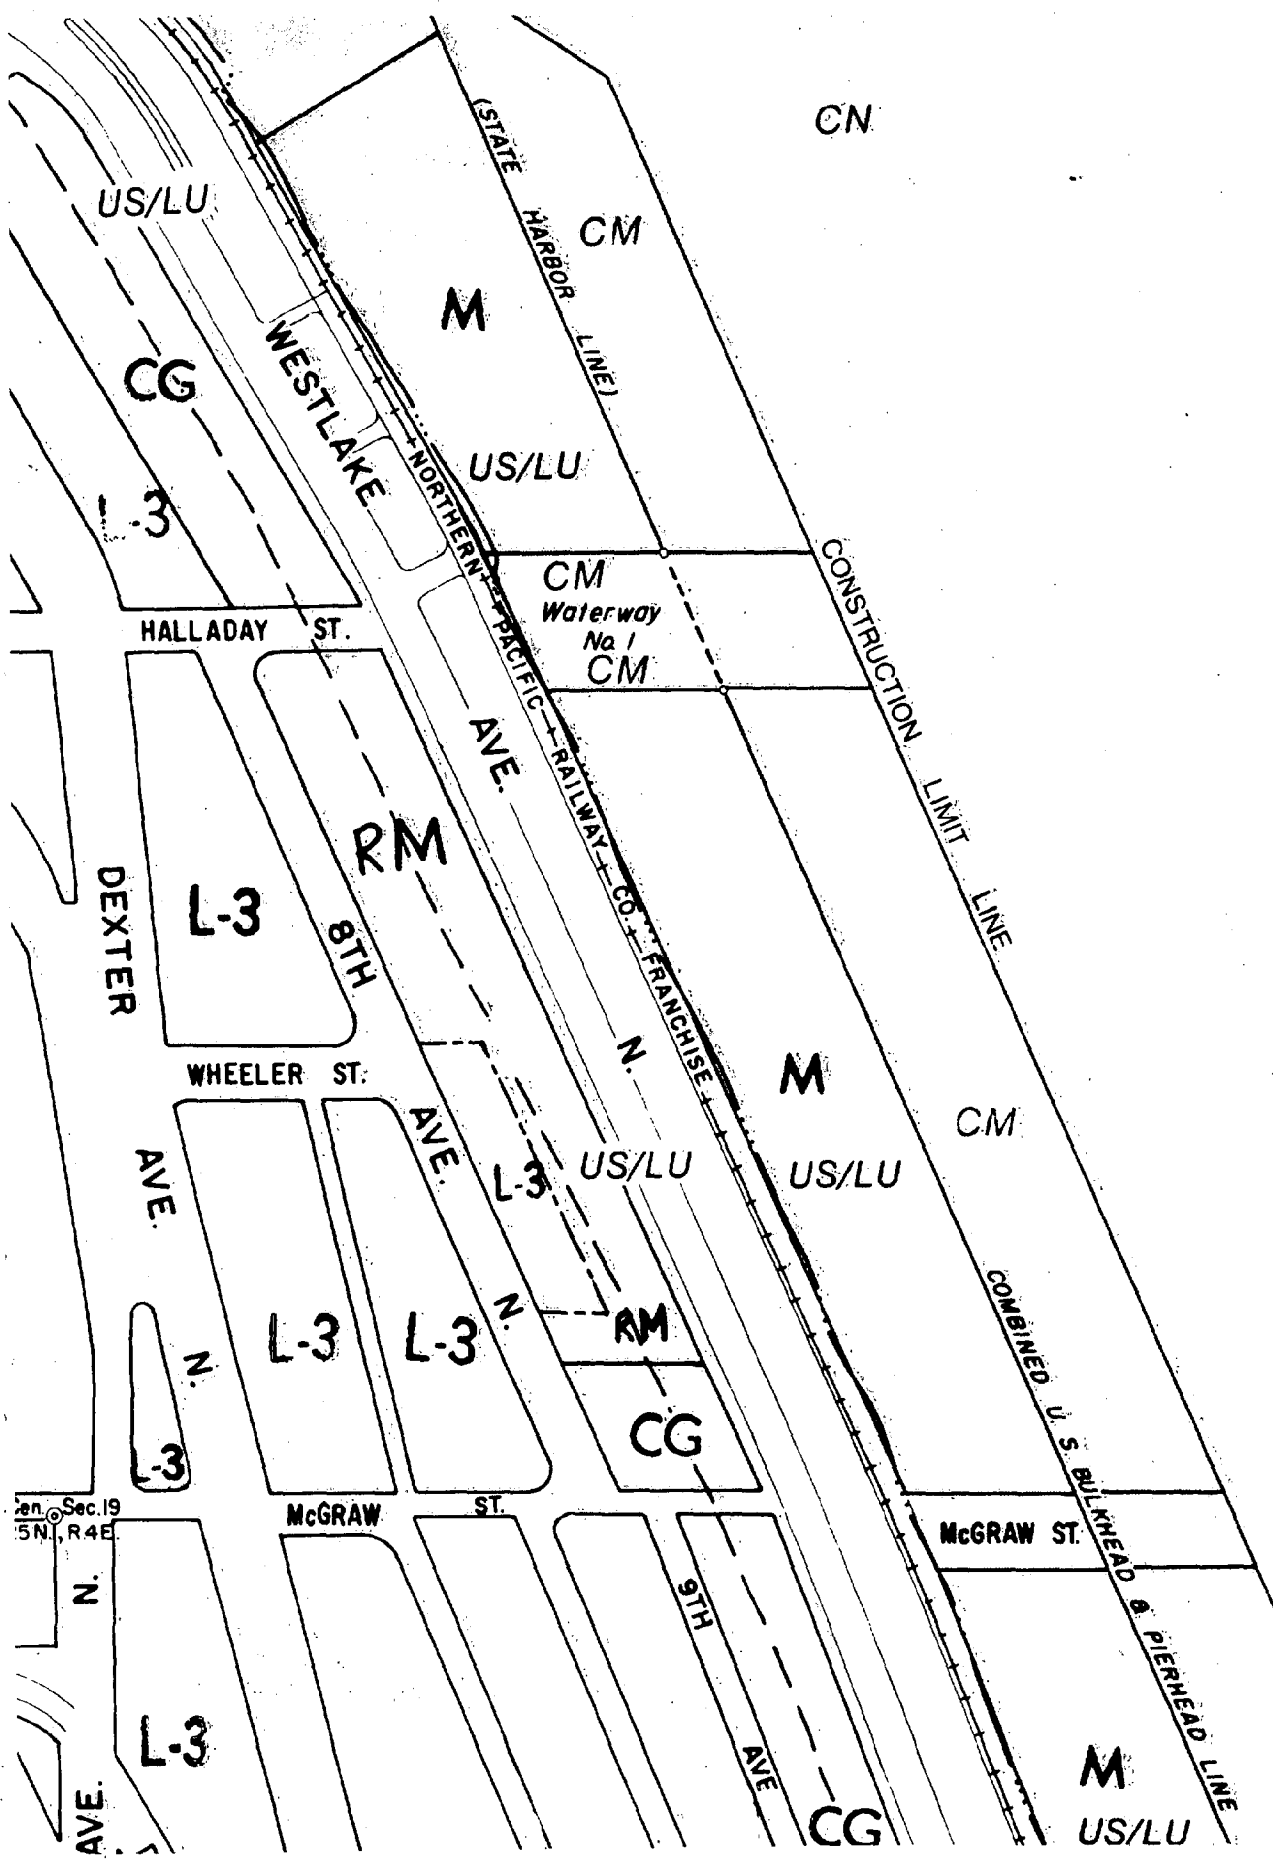 CN
(STATE HARBOR LINE)
US/LU
CM
M
WESTLAKE AVE. N.
CG
US/LU
NORTHERN PACIFIC RAILWAY CO. FRANCHISE
L-3
CM
Waterway
No. 1
CM
CONSTRUCTION LIMIT LINE
HALLADAY ST.
RM
DEXTER AVE. N.
L-3
8TH AVE. N.
WHEELER ST.
M
CM
L-3
US/LU
US/LU
COMBINED U. S. BULKHEAD & PIERHEAD LINE
L-3
L-3
RM
CG
L-3
Sec. 19
5N., R4E.
McGRAW ST.
McGRAW ST.
N.
9TH AVE
L-3
M
AVE.
CG
US/LU